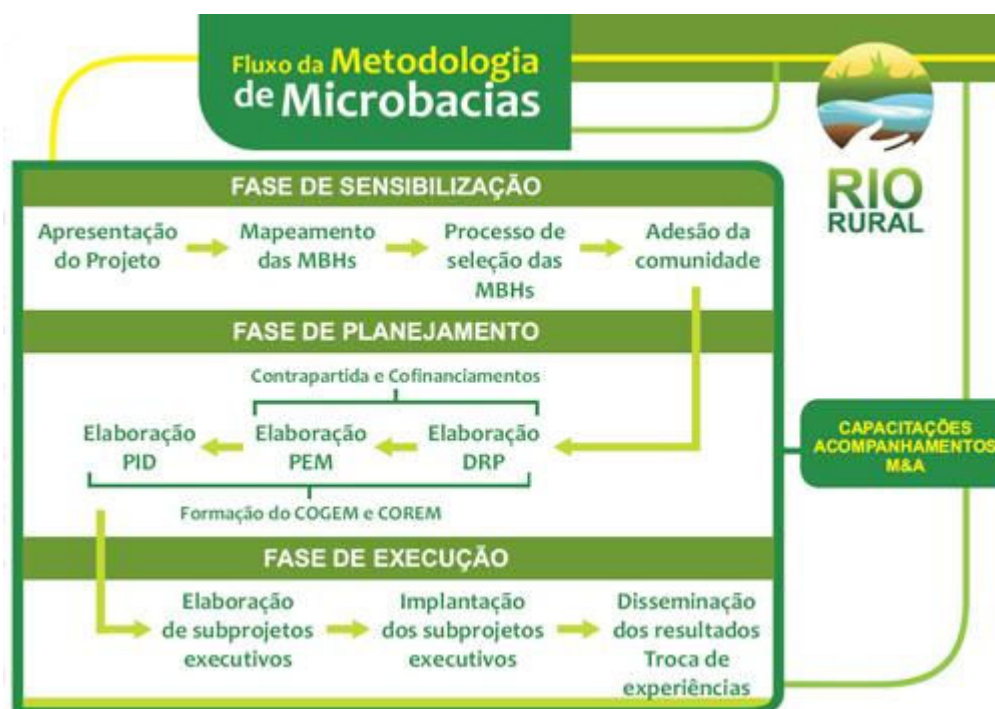 Fluxo da Metodologia
de Microbacias
RIO
RURAL
FASE DE SENSIBILIZAÇÃO
Apresentação
do Projeto
Mapeamento
das MBHs
Processo de
seleção das
MBHs
Adesão da
comunidade
FASE DE PLANEJAMENTO
Contrapartida e Cofinanciamentos
Elaboração
PID
Elaboração
PEM
Elaboração
DRP
Formação do COGEM e COREM
CAPACITAÇÕES
ACOMPANHAMENTOS
M&A
FASE DE EXECUÇÃO
Elaboração
de subprojetos
executivos
Implantação
dos subprojetos
executivos
Disseminação
dos resultados
Troca de
experiências